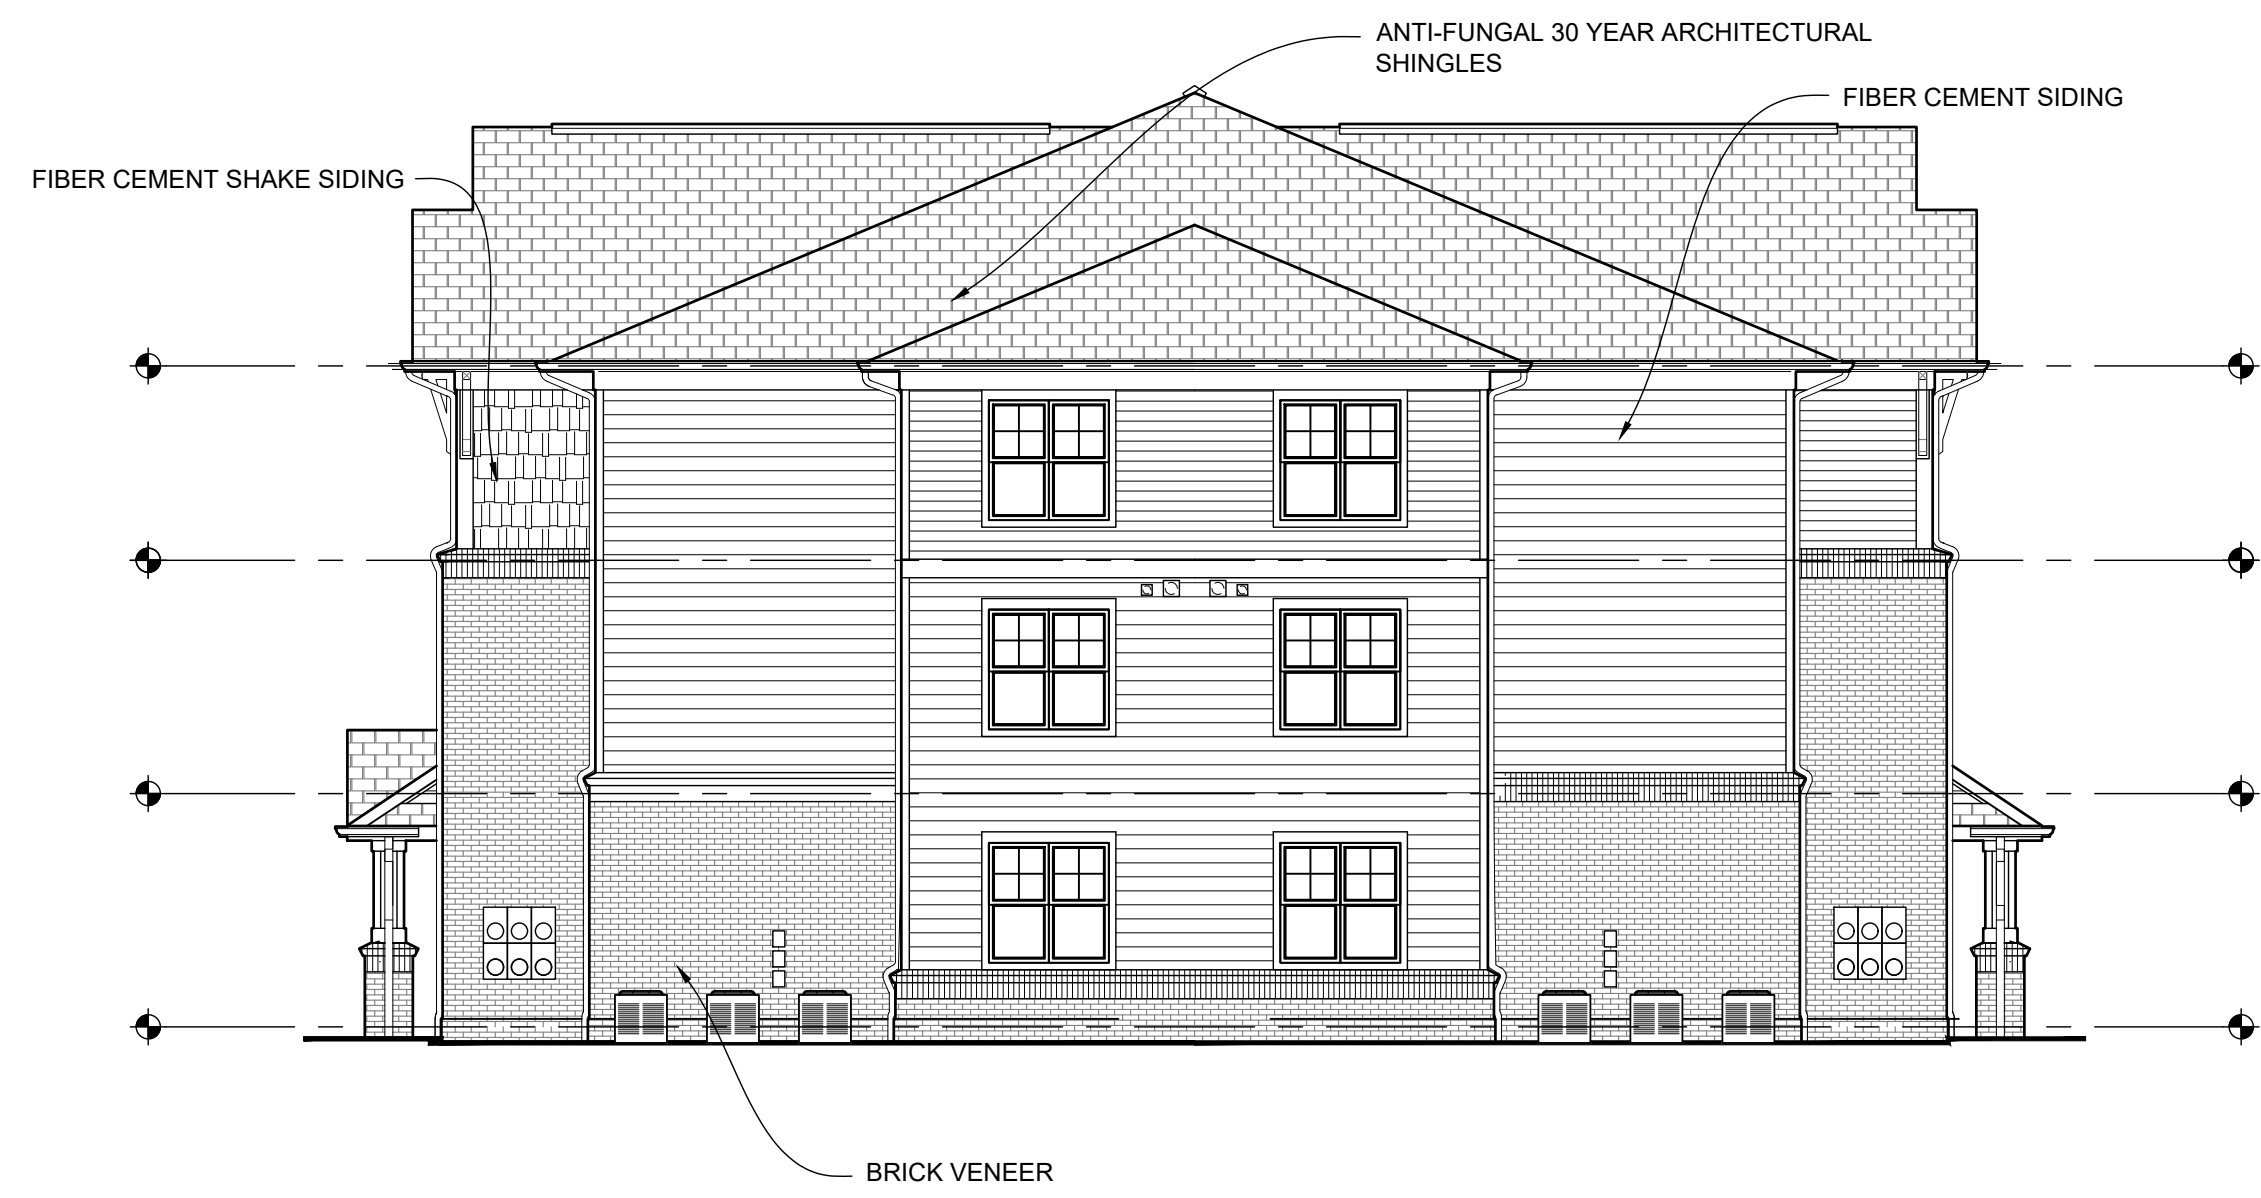 ANTI-FUNGAL 30 YEAR ARCHITECTURAL
SHINGLES
FIBER CEMENT SIDING
FIBER CEMENT SHAKE SIDING
BRICK VENEER